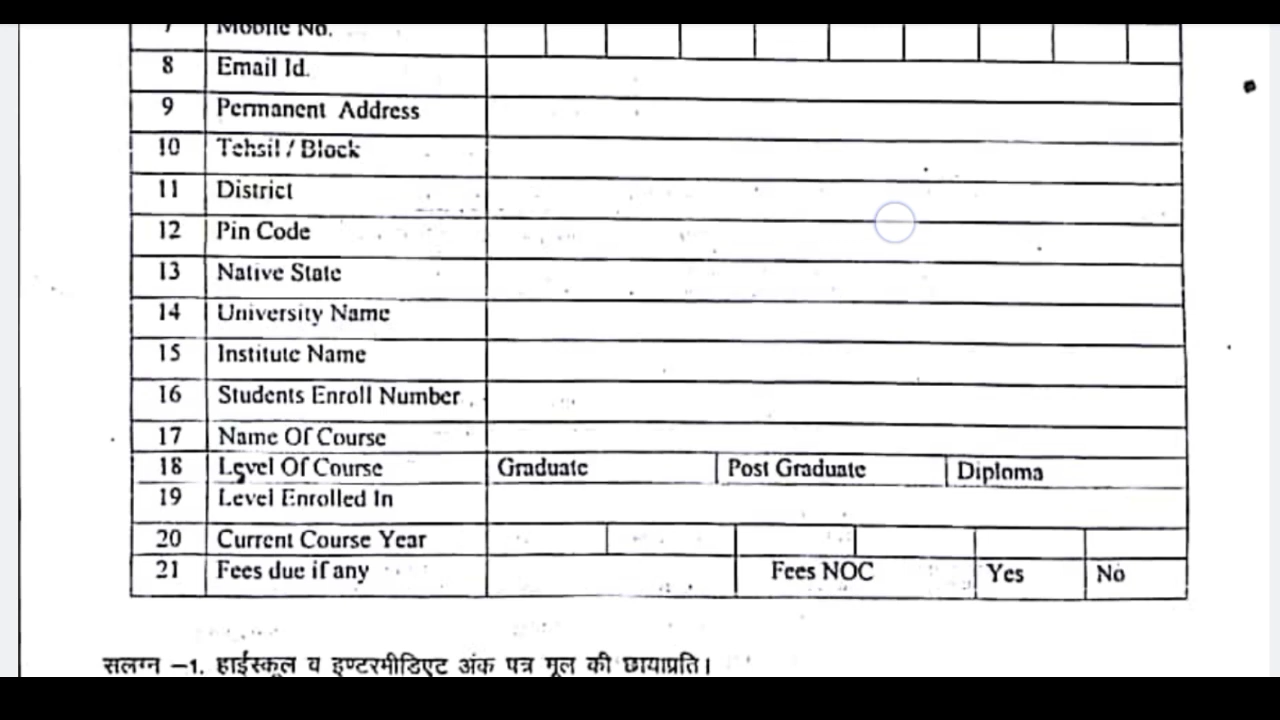 7 Mobile No.
8 Email Id.
9 Permanent Address
10 Tehsil / Block
11 District
12 Pin Code
13 Native State
14 University Name
15 Institute Name
16 Students Enroll Number
17 Name Of Course
18 Level Of Course Graduate Post Graduate Diploma
19 Level Enrolled In
20 Current Course Year
21 Fees due if any Fees NOC Yes No
सलग्न –1. हाईस्कूल व इण्टरमीडिएट अंक पत्र मूल की छायाप्रति।